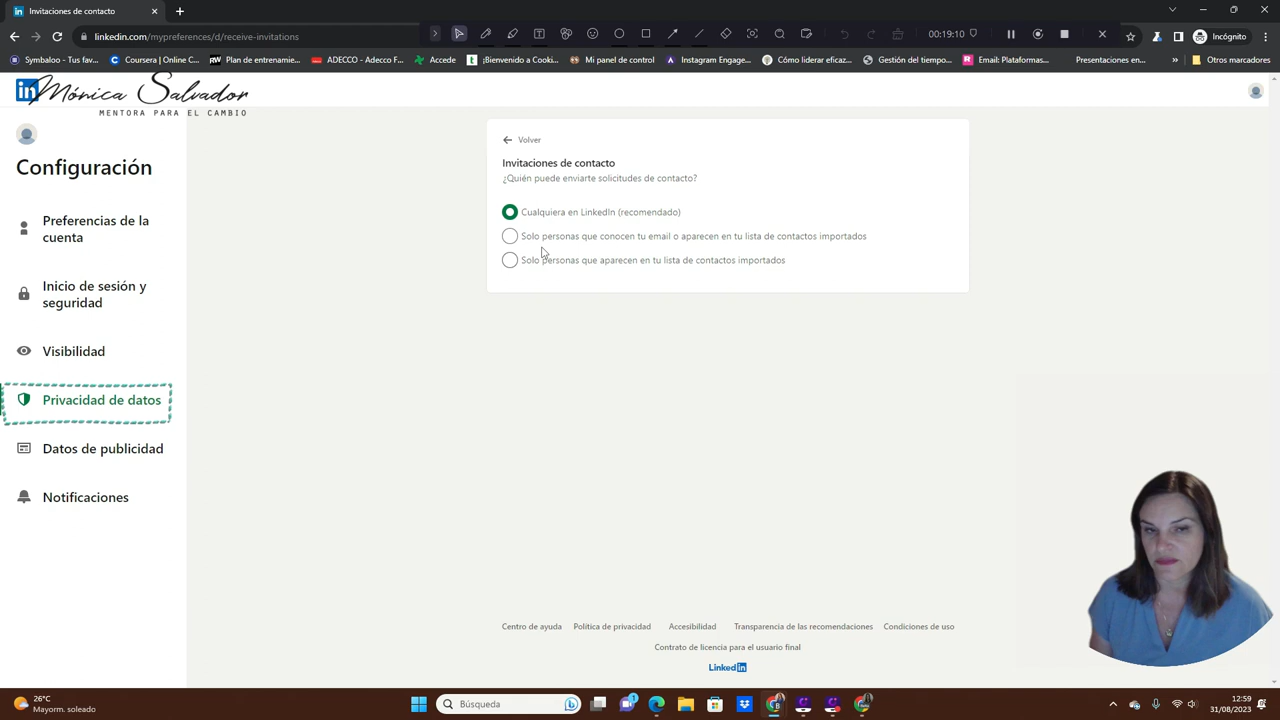 Invitaciones de contacto | Linked
00:19:10
linkedin.com/mypreferences/d/receive-invitations
Incógnito
Symbaloo - Tus fav...
Coursera | Online C...
Plan de entrenamie...
ADECCO - Adecco F...
Accede
¡Bienvenido a Cooki...
Mi panel de control
Instagram Engage...
Cómo liderar eficaz...
Gestión del tiempo...
Email: Plataforma...
Presentaciones en...
Otros marcadores
in
Mónica Salvador
MENTORA PARA EL CAMBIO
Configuración
Preferencias de la
cuenta
Inicio de sesión y
seguridad
Visibilidad
Privacidad de datos
Datos de publicidad
Notificaciones
Volver
Invitaciones de contacto
¿Quién puede enviarte solicitudes de contacto?
Cualquiera en LinkedIn (recomendado)
Solo personas que conocen tu email o aparecen en tu lista de contactos importados
Solo personas que aparecen en tu lista de contactos importados
Centro de ayuda
Política de privacidad
Accesibilidad
Transparencia de las recomendaciones
Condiciones de uso
Contrato de licencia para el usuario final
LinkedIn
26°C
Mayorm. soleado
Búsqueda
12:59
31/08/2023